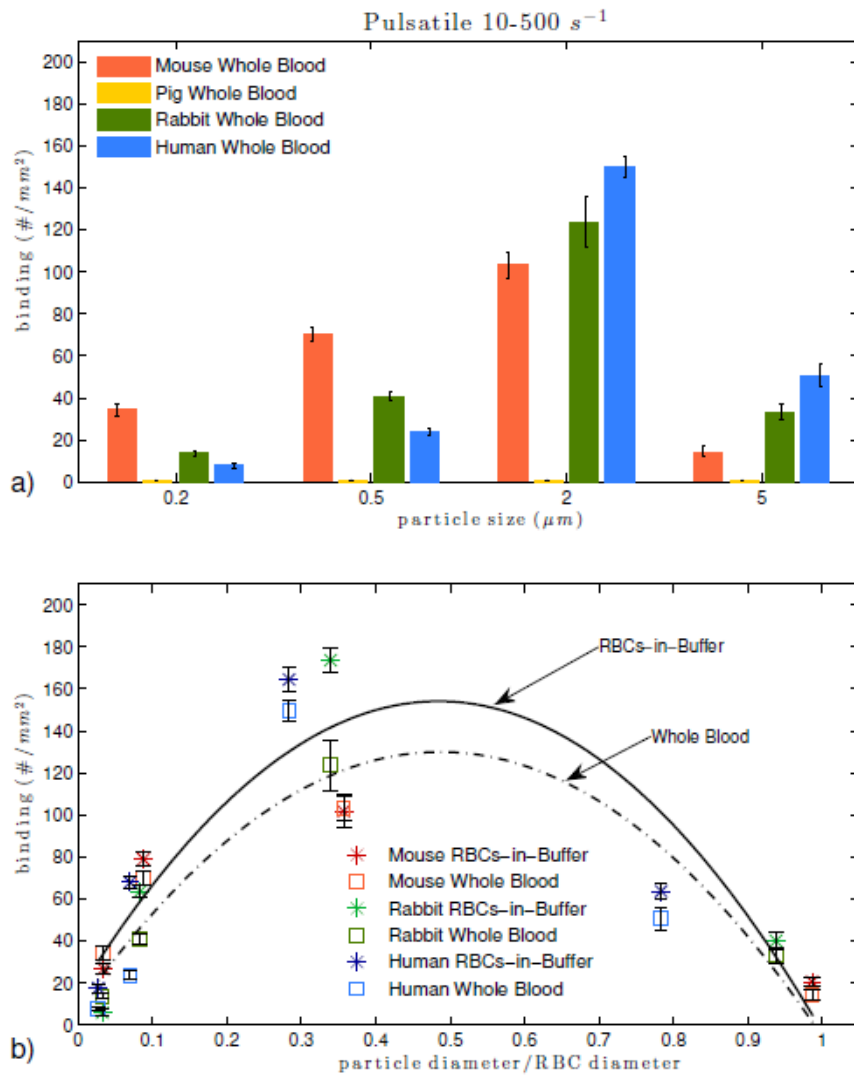 Pulsatile 10-500 s⁻¹
200
180
160
140
120
100
80
60
40
20
0
binding (#/mm²)
Mouse Whole Blood
Pig Whole Blood
Rabbit Whole Blood
Human Whole Blood
0.2 0.5 2 5
particle size (μm)
a)
200
180
160
140
120
100
80
60
40
20
0
binding (#/mm²)
RBCs-in-Buffer
Whole Blood
Mouse RBCs-in-Buffer
Mouse Whole Blood
Rabbit RBCs-in-Buffer
Rabbit Whole Blood
Human RBCs-in-Buffer
Human Whole Blood
0 0.1 0.2 0.3 0.4 0.5 0.6 0.7 0.8 0.9 1
particle diameter/RBC diameter
b)